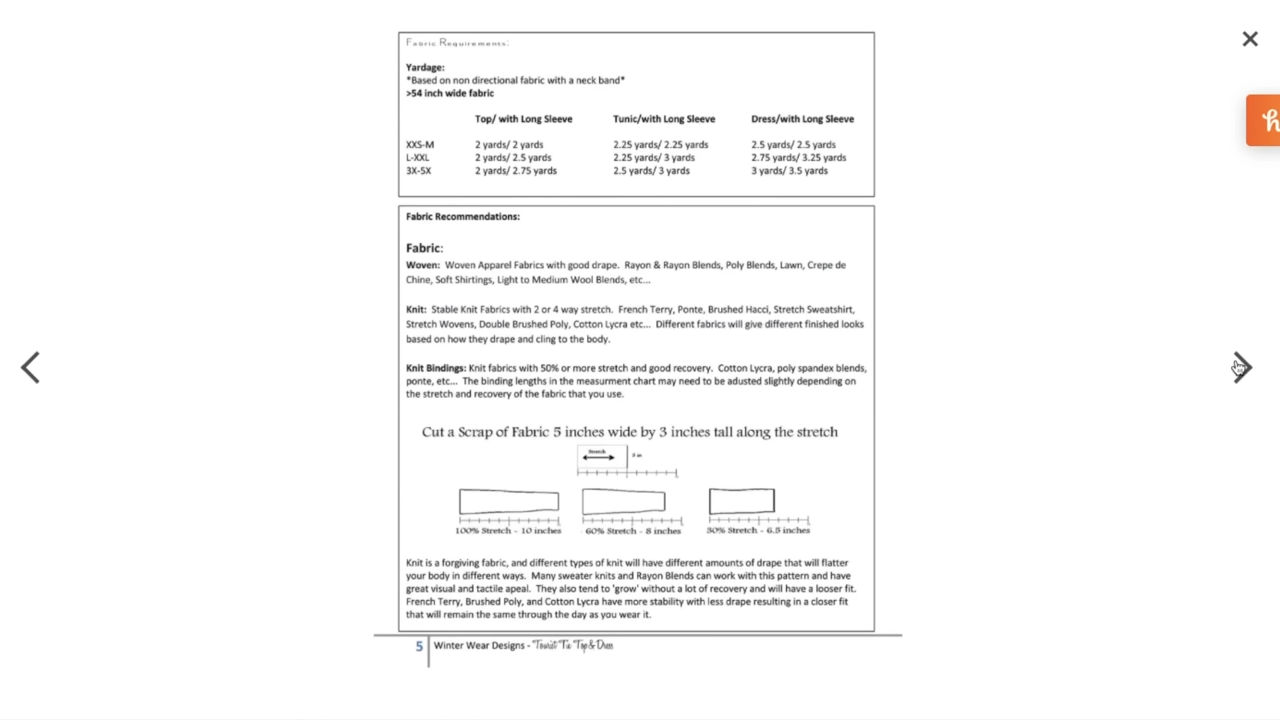 Fabric Requirements:
Yardage:
*Based on non directional fabric with a neck band*
>54 inch wide fabric
Top/ with Long Sleeve Tunic/with Long Sleeve Dress/with Long Sleeve
XXS-M 2 yards/ 2 yards 2.25 yards/ 2.25 yards 2.5 yards/ 2.5 yards
L-XXL 2 yards/ 2.5 yards 2.25 yards/ 3 yards 2.75 yards/ 3.25 yards
3X-5X 2 yards/ 2.75 yards 2.5 yards/ 3 yards 3 yards/ 3.5 yards
Fabric Recommendations:
Fabric:
Woven: Woven Apparel Fabrics with good drape. Rayon & Rayon Blends, Poly Blends, Lawn, Crepe de
Chine, Soft Shirtings, Light to Medium Wool Blends, etc...
Knit: Stable Knit Fabrics with 2 or 4 way stretch. French Terry, Ponte, Brushed Hacci, Stretch Sweatshirt,
Stretch Wovens, Double Brushed Poly, Cotton Lycra etc... Different fabrics will give different finished looks
based on how they drape and cling to the body.
Knit Bindings: Knit fabrics with 50% or more stretch and good recovery. Cotton Lycra, poly spandex blends,
ponte, etc... The binding lengths in the measurment chart may need to be adusted slightly depending on
the stretch and recovery of the fabric that you use.
Cut a Scrap of Fabric 5 inches wide by 3 inches tall along the stretch
Stretch 3 in
100% Stretch - 10 inches 60% Stretch - 8 inches 30% Stretch - 6.5 inches
Knit is a forgiving fabric, and different types of knit will have different amounts of drape that will flatter
your body in different ways. Many sweater knits and Rayon Blends can work with this pattern and have
great visual and tactile apeal. They also tend to 'grow' without a lot of recovery and will have a looser fit.
French Terry, Brushed Poly, and Cotton Lycra have more stability with less drape resulting in a closer fit
that will remain the same through the day as you wear it.
5 Winter Wear Designs - Tourist Tie Top & Dress
h